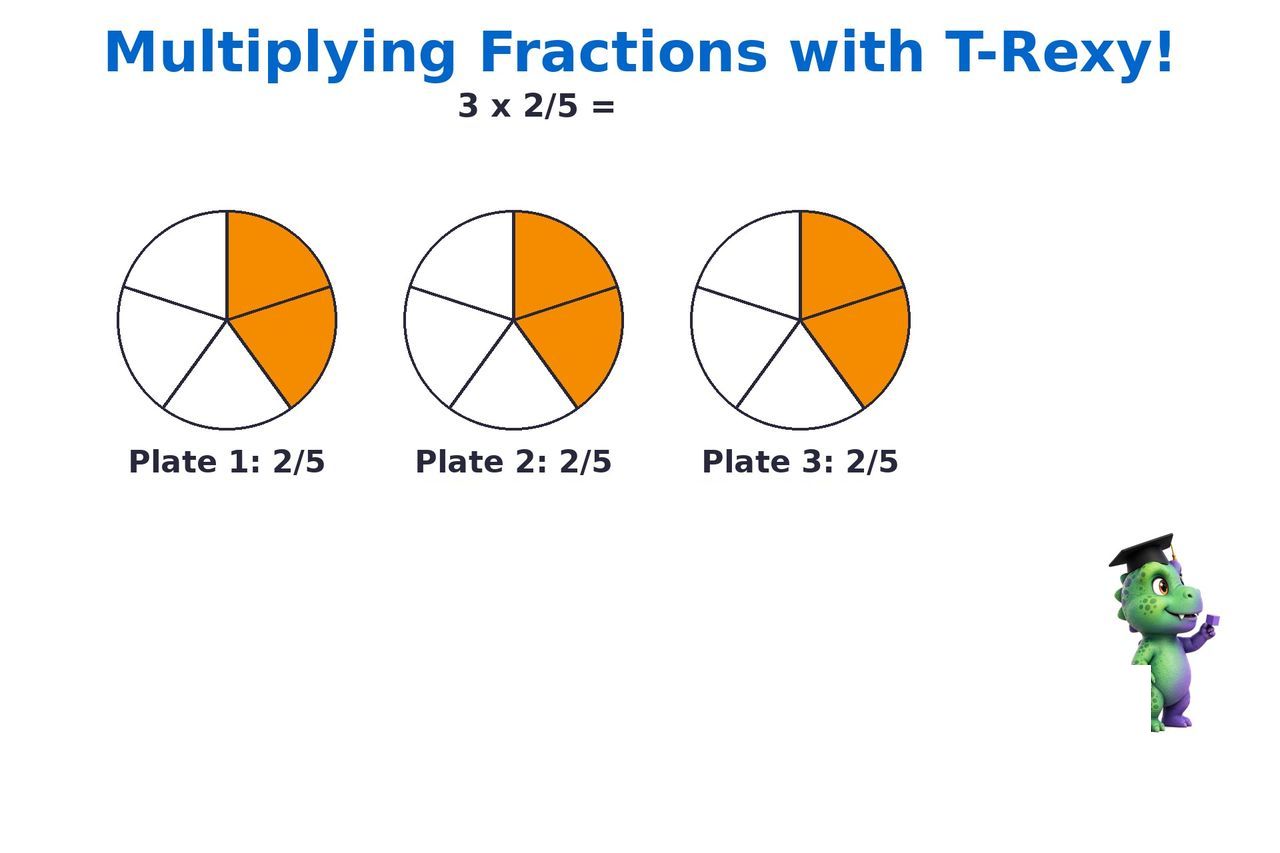 Multiplying Fractions with T-Rexy!
3 x 2/5 =
Plate 1: 2/5
Plate 2: 2/5
Plate 3: 2/5